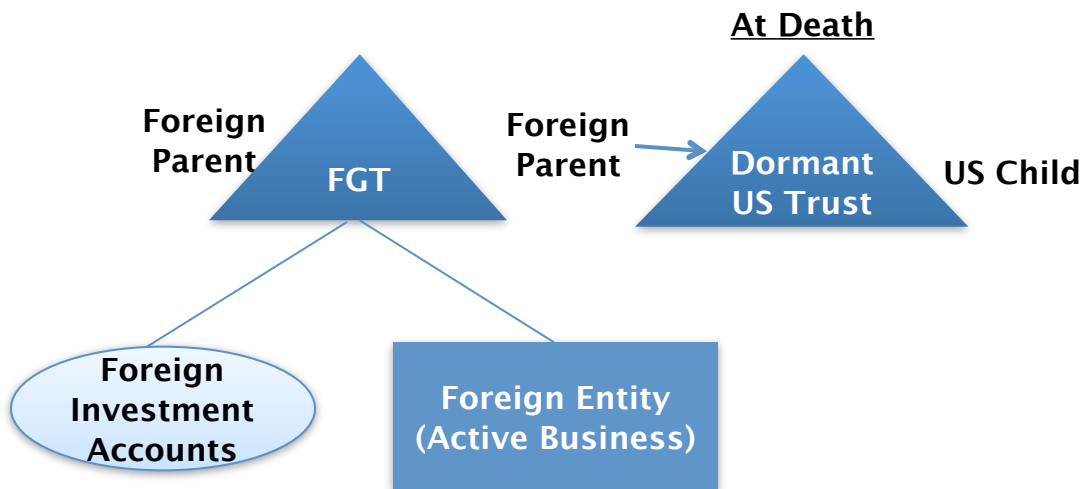 At Death
Foreign
Parent
FGT
Foreign
Parent
Dormant
US Trust
US Child
Foreign
Investment
Accounts
Foreign Entity
(Active Business)